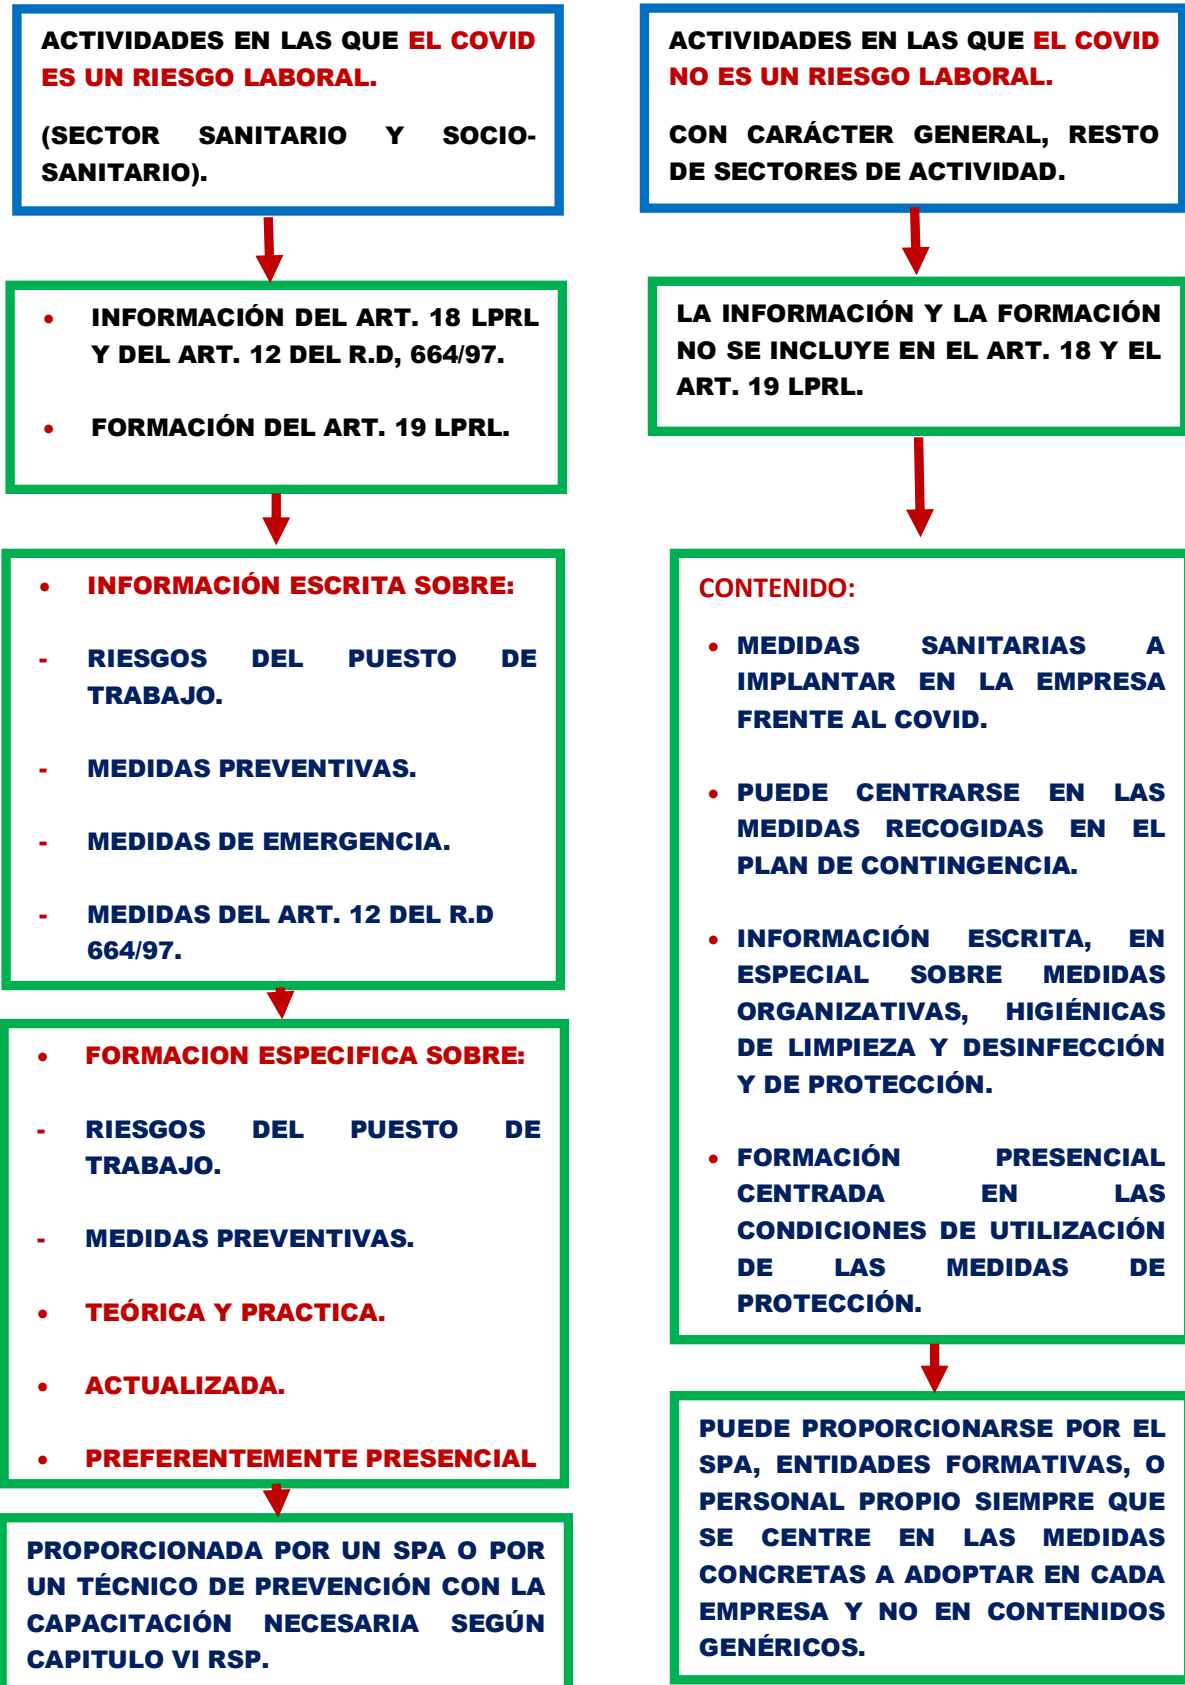 ACTIVIDADES EN LAS QUE EL COVID
ES UN RIESGO LABORAL.
(SECTOR SANITARIO Y SOCIO-
SANITARIO).
• INFORMACIÓN DEL ART. 18 LPRL
Y DEL ART. 12 DEL R.D, 664/97.
• FORMACIÓN DEL ART. 19 LPRL.
• INFORMACIÓN ESCRITA SOBRE:
- RIESGOS DEL PUESTO DE
TRABAJO.
- MEDIDAS PREVENTIVAS.
- MEDIDAS DE EMERGENCIA.
- MEDIDAS DEL ART. 12 DEL R.D
664/97.
• FORMACION ESPECIFICA SOBRE:
- RIESGOS DEL PUESTO DE
TRABAJO.
- MEDIDAS PREVENTIVAS.
• TEÓRICA Y PRACTICA.
• ACTUALIZADA.
• PREFERENTEMENTE PRESENCIAL
PROPORCIONADA POR UN SPA O POR
UN TÉCNICO DE PREVENCIÓN CON LA
CAPACITACIÓN NECESARIA SEGÚN
CAPITULO VI RSP.
ACTIVIDADES EN LAS QUE EL COVID
NO ES UN RIESGO LABORAL.
CON CARÁCTER GENERAL, RESTO
DE SECTORES DE ACTIVIDAD.
LA INFORMACIÓN Y LA FORMACIÓN
NO SE INCLUYE EN EL ART. 18 Y EL
ART. 19 LPRL.
CONTENIDO:
• MEDIDAS SANITARIAS A
IMPLANTAR EN LA EMPRESA
FRENTE AL COVID.
• PUEDE CENTRARSE EN LAS
MEDIDAS RECOGIDAS EN EL
PLAN DE CONTINGENCIA.
• INFORMACIÓN ESCRITA, EN
ESPECIAL SOBRE MEDIDAS
ORGANIZATIVAS, HIGIÉNICAS
DE LIMPIEZA Y DESINFECCIÓN
Y DE PROTECCIÓN.
• FORMACIÓN PRESENCIAL
CENTRADA EN LAS
CONDICIONES DE UTILIZACIÓN
DE LAS MEDIDAS DE
PROTECCIÓN.
PUEDE PROPORCIONARSE POR EL
SPA, ENTIDADES FORMATIVAS, O
PERSONAL PROPIO SIEMPRE QUE
SE CENTRE EN LAS MEDIDAS
CONCRETAS A ADOPTAR EN CADA
EMPRESA Y NO EN CONTENIDOS
GENÉRICOS.